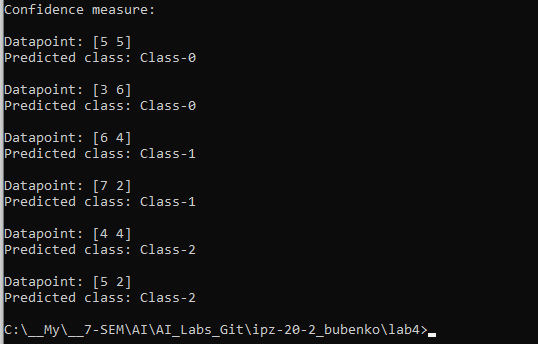 Confidence measure:
Datapoint: [5 5]
Predicted class: Class-0
Datapoint: [3 6]
Predicted class: Class-0
Datapoint: [6 4]
Predicted class: Class-1
Datapoint: [7 2]
Predicted class: Class-1
Datapoint: [4 4]
Predicted class: Class-2
Datapoint: [5 2]
Predicted class: Class-2
C:\__My\__7-SEM\AI\AI_Labs_Git\ipz-20-2_bubenko\lab4>